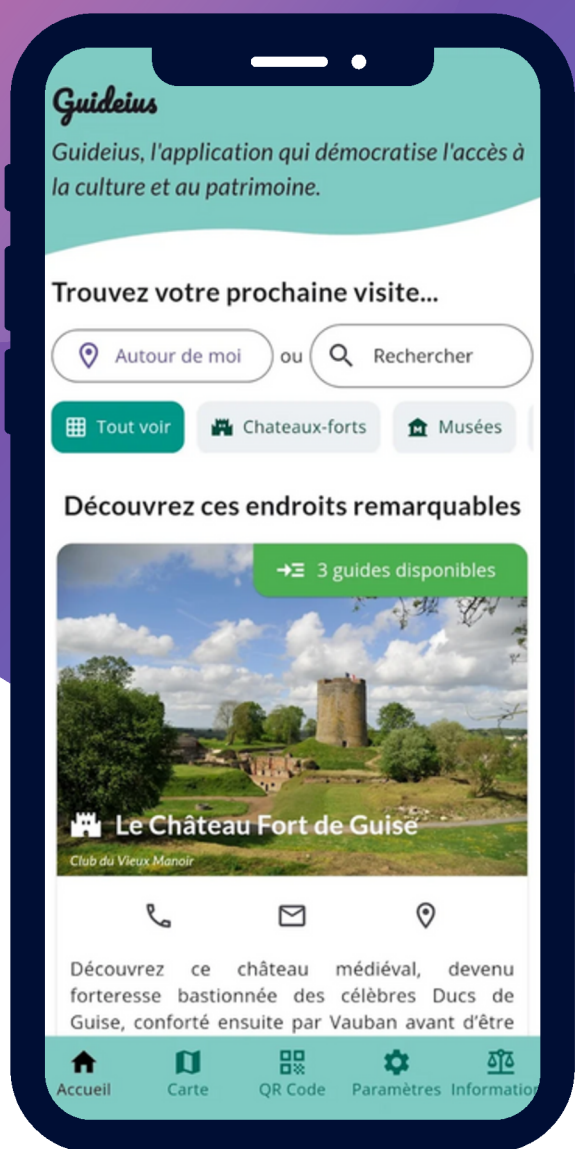 Guideius
Guideius, l'application qui démocratise l'accès à
la culture et au patrimoine.
Trouvez votre prochaine visite...
Autour de moi ou Rechercher
Tout voir Chateaux-forts Musées
Découvrez ces endroits remarquables
3 guides disponibles
Le Château Fort de Guise
Club du Vieux Manoir
Découvrez ce château médiéval, devenu
forteresse bastionnée des célèbres Ducs de
Guise, conforté ensuite par Vauban avant d'être
Accueil Carte QR Code Paramètres Information